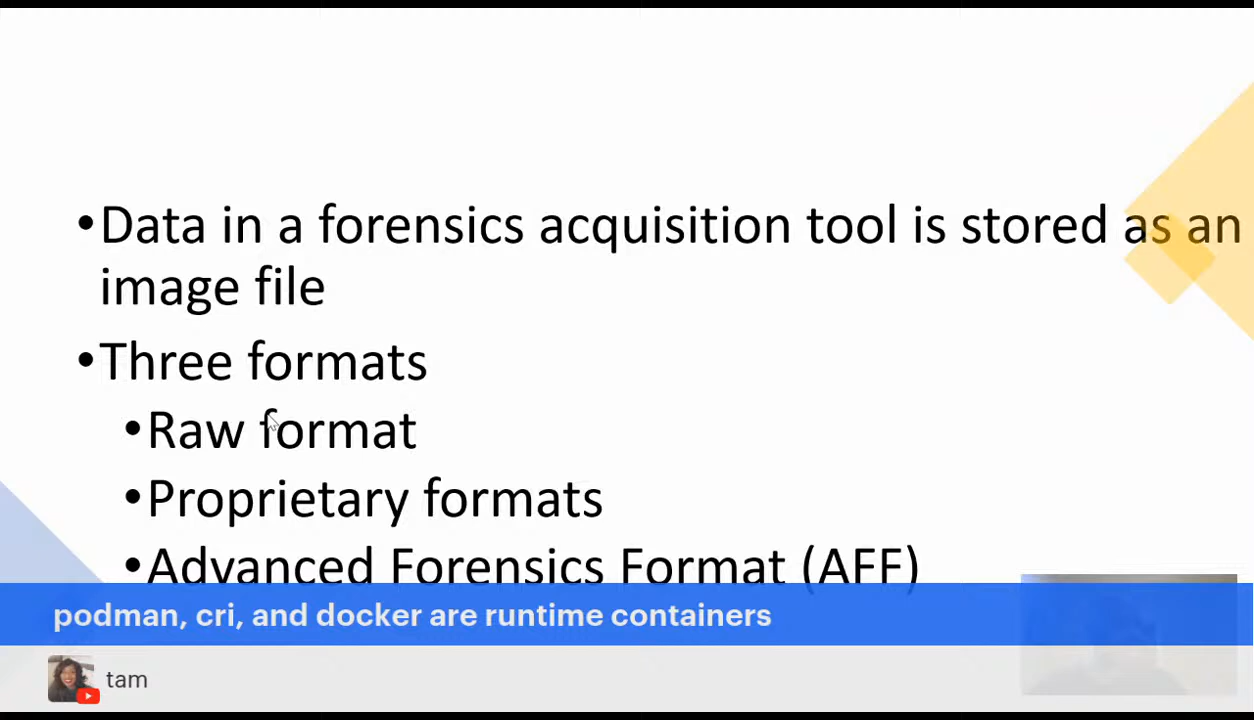 •Data in a forensics acquisition tool is stored as an
image file
•Three formats
•Raw format
•Proprietary formats
•Advanced Forensics Format (AFF)
podman, cri, and docker are runtime containers
tam